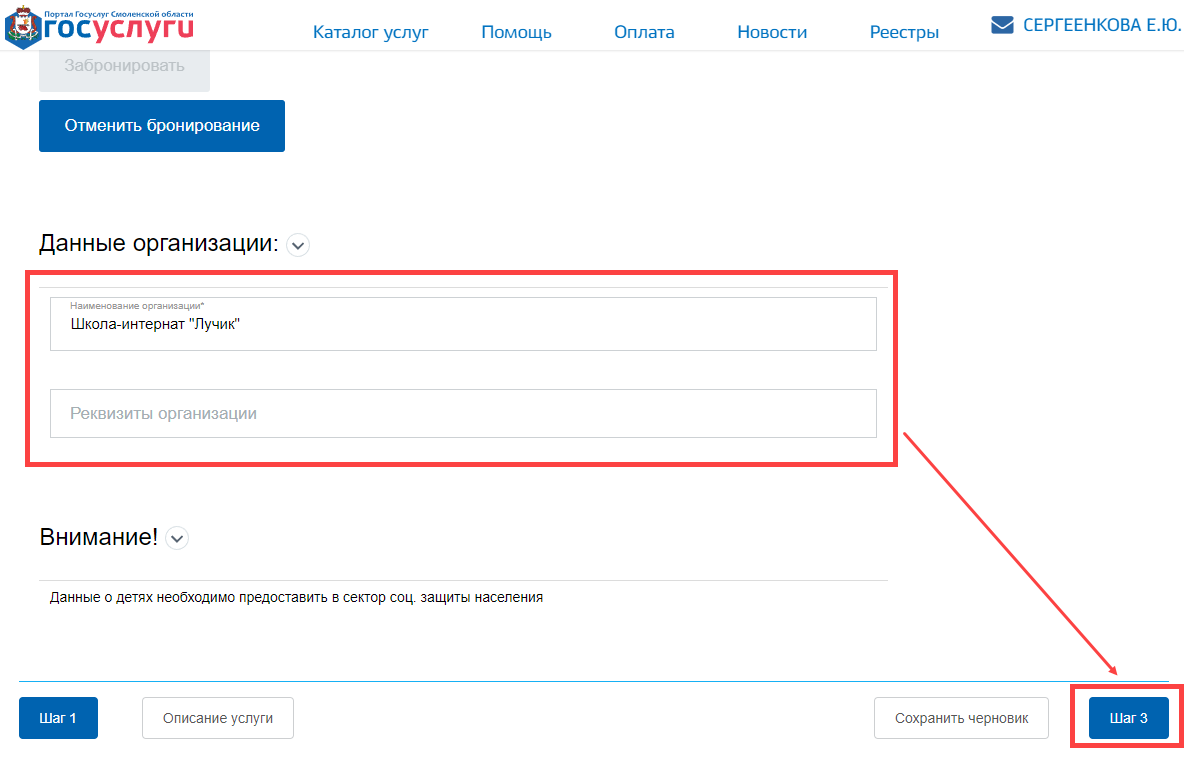 Портал Госуслуг Смоленской области
госуслуги
Каталог услуг
Помощь
Оплата
Новости
Реестры
СЕРГЕЕНКОВА Е.Ю.
Забронировать
Отменить бронирование
Данные организации:
Наименование организации*
Школа-интернат "Лучик"
Реквизиты организации
Внимание!
Данные о детях необходимо предоставить в сектор соц. защиты населения
Шаг 1
Описание услуги
Сохранить черновик
Шаг 3